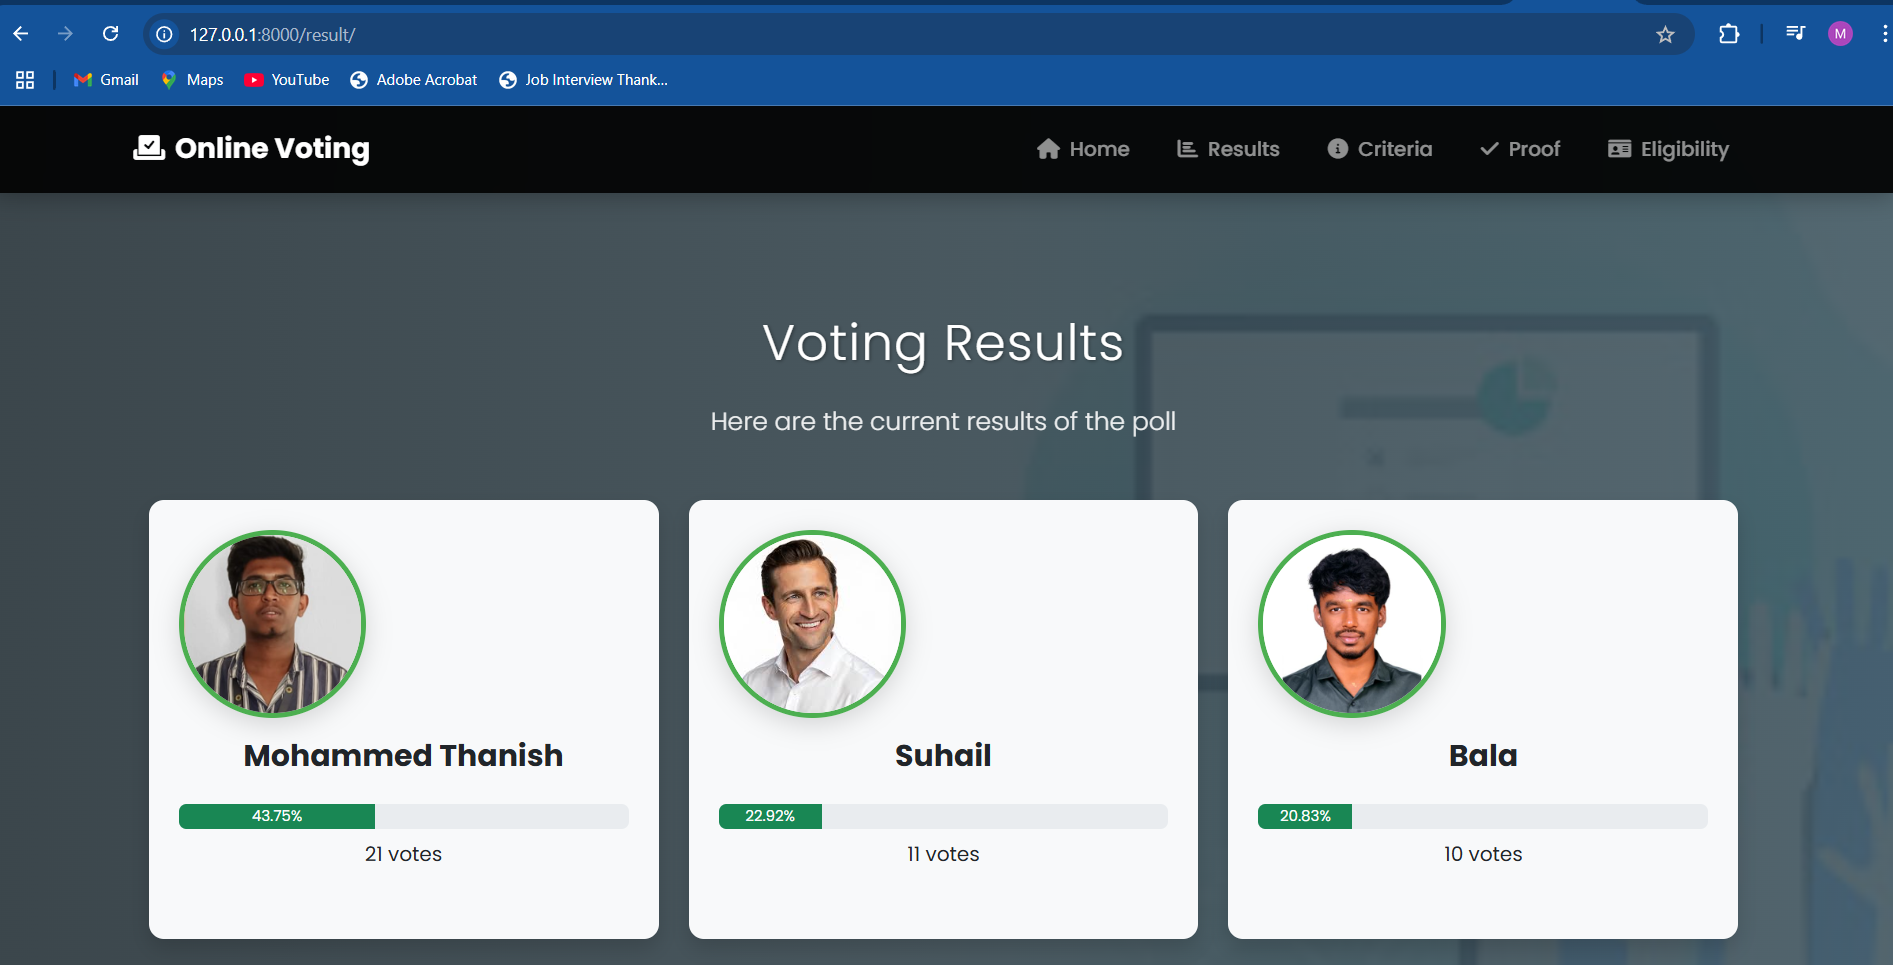 127.0.0.1:8000/result/
Gmail Maps YouTube Adobe Acrobat Job Interview Thank...
M
Online Voting Home Results Criteria Proof Eligibility
Voting Results
Here are the current results of the poll
Mohammed Thanish
43.75%
21 votes
Suhail
22.92%
11 votes
Bala
20.83%
10 votes